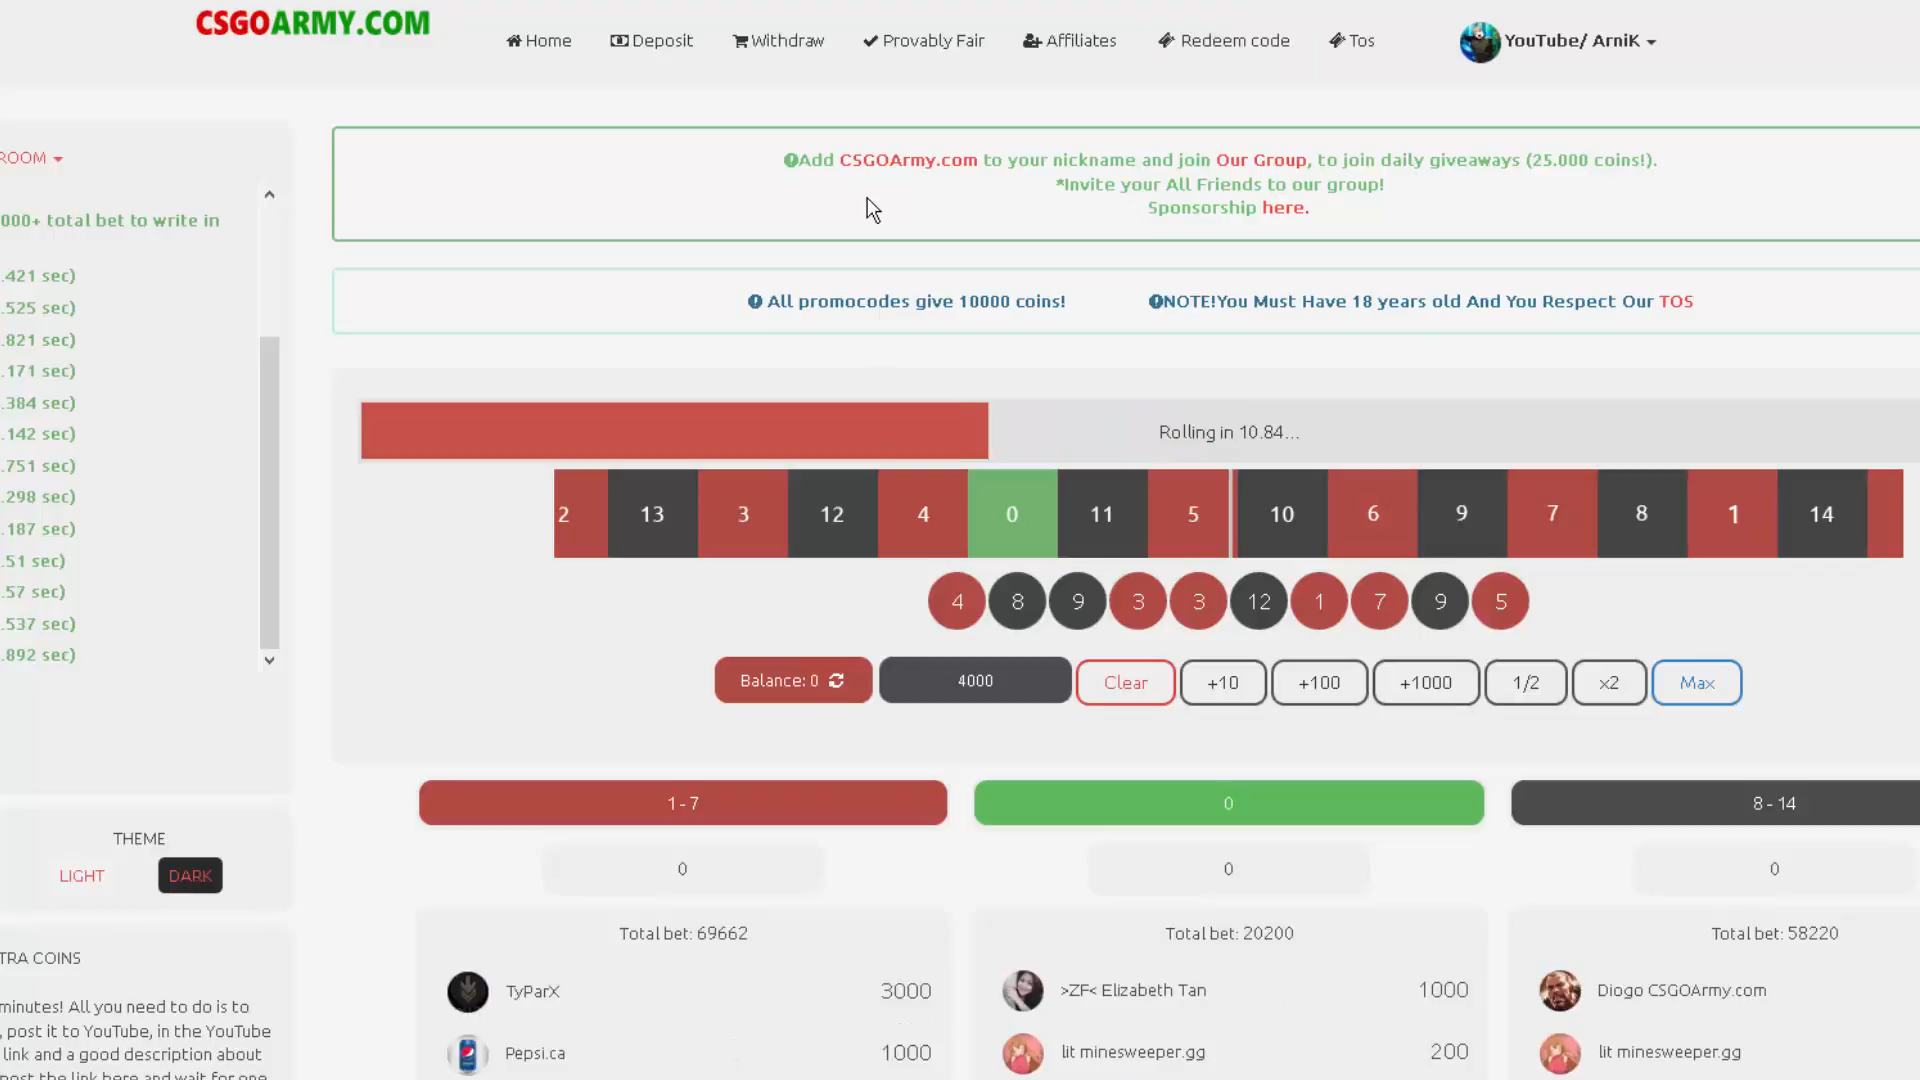 CSGOARMY.COM
Home
Deposit
Withdraw
Provably Fair
Affiliates
Redeem code
Tos
YouTube/ ArniK
ROOM
000+ total bet to write in
.421 sec)
.525 sec)
.821 sec)
.171 sec)
.384 sec)
.142 sec)
.751 sec)
.298 sec)
.187 sec)
.51 sec)
.57 sec)
.537 sec)
.892 sec)
THEME
LIGHT
DARK
TRA COINS
minutes! All you need to do is to
, post it to YouTube, in the YouTube
link and a good description about
post the link here and wait for one
Add CSGOArmy.com to your nickname and join Our Group, to join daily giveaways (25.000 coins!).
*Invite your All Friends to our group!
Sponsorship here.
All promocodes give 10000 coins!
NOTE!You Must Have 18 years old And You Respect Our TOS
Rolling in 10.84...
2 13 3 12 4 0 11 5 10 6 9 7 8 1 14
4 8 9 3 3 12 1 7 9 5
Balance: 0
4000
Clear
+10
+100
+1000
1/2
x2
Max
1 - 7
0
8 - 14
0
0
0
Total bet: 69662
TyParX 3000
Pepsi.ca 1000
Total bet: 20200
>ZF< Elizabeth Tan 1000
lit minesweeper.gg 200
Total bet: 58220
Diogo CSGOArmy.com
lit minesweeper.gg